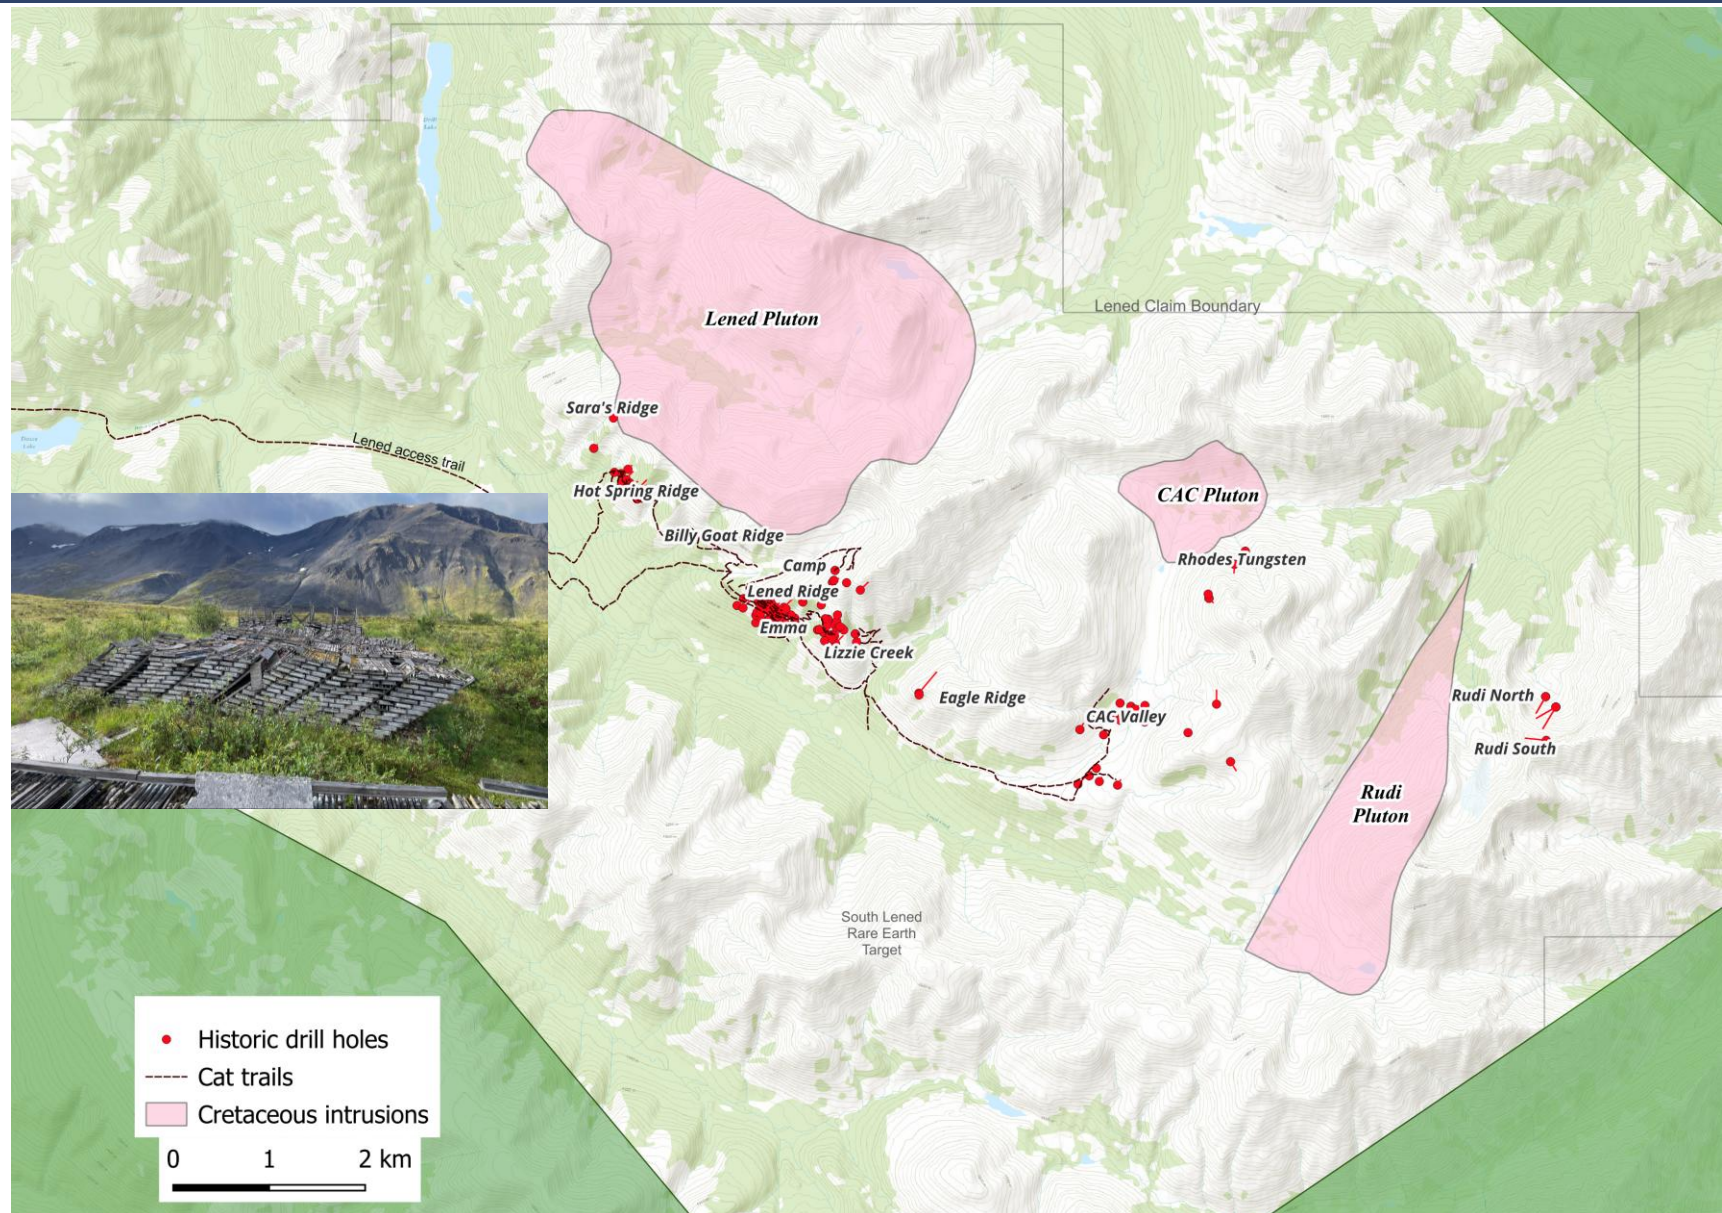 Drill
Lake
Lened Pluton
Lened Claim Boundary
Sara's Ridge
Lened access trail
Hot Spring Ridge
CAC Pluton
Billy Goat Ridge
Rhodes Tungsten
Camp
Lened Ridge
Emma
Lizzie Creek
Eagle Ridge
Rudi North
CAC Valley
Rudi South
Rudi
Pluton
South Lened
Rare Earth
Target
Historic drill holes
Cat trails
Cretaceous intrusions
0 1 2 km